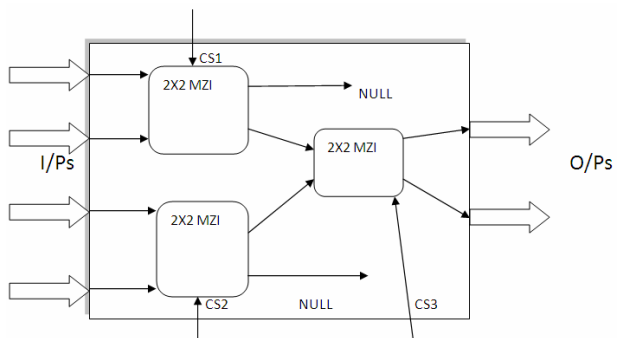 CS1
2X2 MZI
NULL
2X2 MZI
I/Ps
O/Ps
2X2 MZI
CS2
NULL
CS3